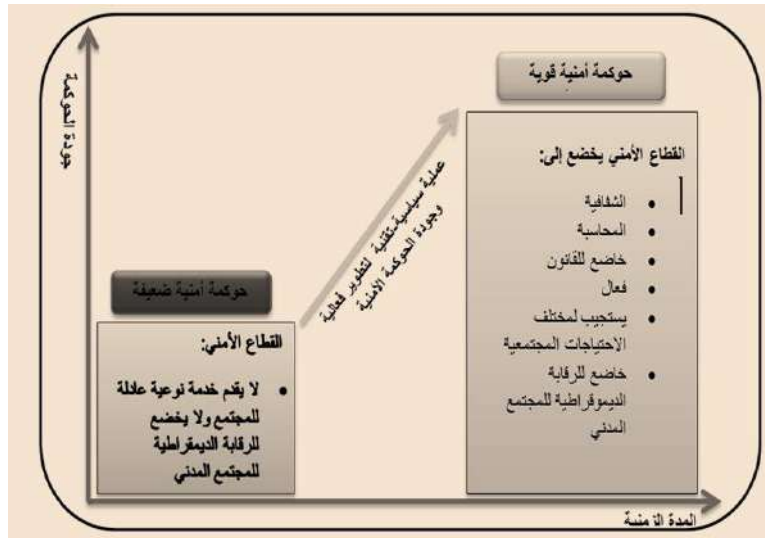 جودة الحوكمة
حوكمة أمنية قوية
القطاع الأمني يخضع إلى:
• الشفافية
• المحاسبة
• خاضع للقانون
• فعال
• يستجيب لمختلف
الاحتياجات المجتمعية
• خاضع للرقابة
الديموقراطية للمجتمع
المدني
عملية سياسية-تقنية لتطوير فعالية
وجودة الحوكمة الأمنية
حوكمة أمنية ضعيفة
القطاع الأمني:
• لا يقدم خدمة نوعية عادلة
للمجتمع ولا يخضع
للرقابة الديمقراطية
للمجتمع المدني
المدة الزمنية